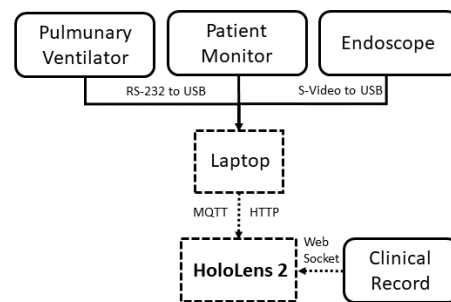 Pulmunary
Ventilator
Patient
Monitor
Endoscope
RS-232 to USB
S-Video to USB
Laptop
MQTT
HTTP
HoloLens 2
Web
Socket
Clinical
Record